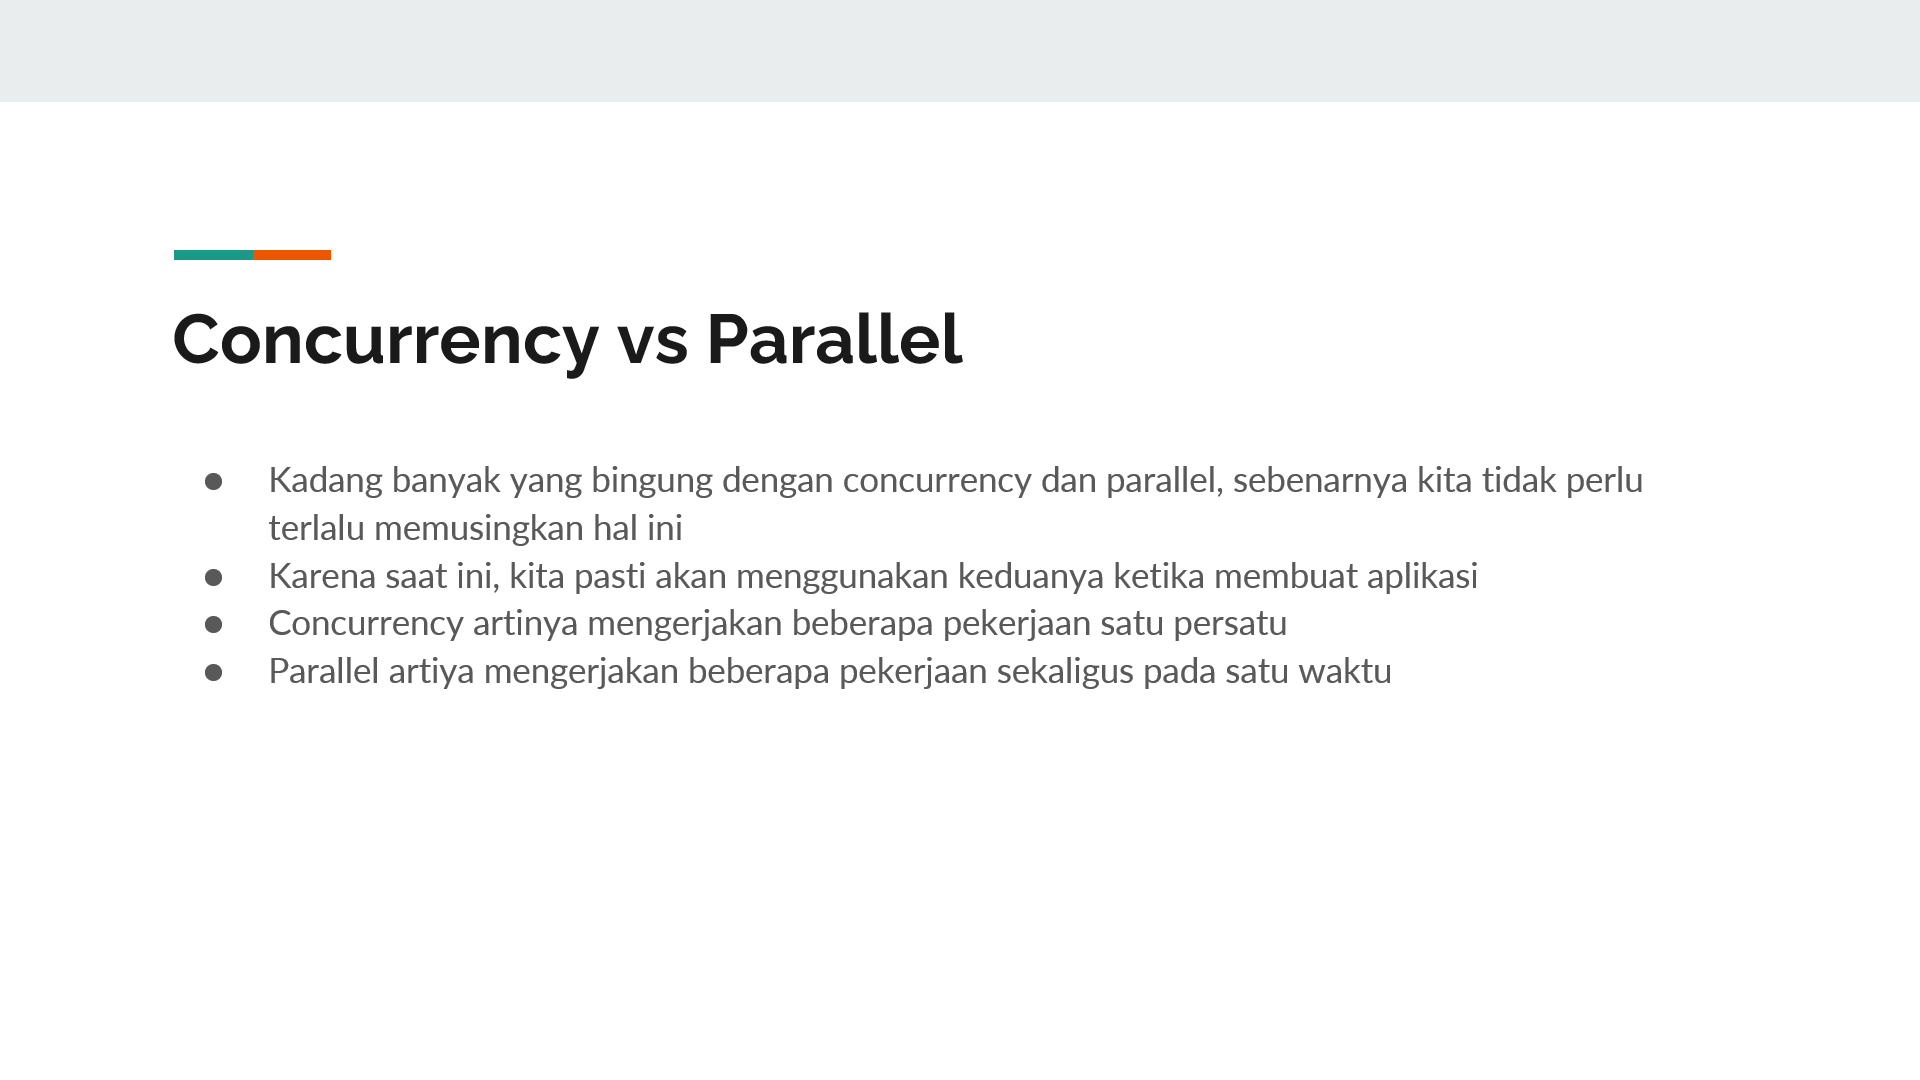 Concurrency vs Parallel
● Kadang banyak yang bingung dengan concurrency dan parallel, sebenarnya kita tidak perlu
terlalu memusingkan hal ini
● Karena saat ini, kita pasti akan menggunakan keduanya ketika membuat aplikasi
● Concurrency artinya mengerjakan beberapa pekerjaan satu persatu
● Parallel artiya mengerjakan beberapa pekerjaan sekaligus pada satu waktu